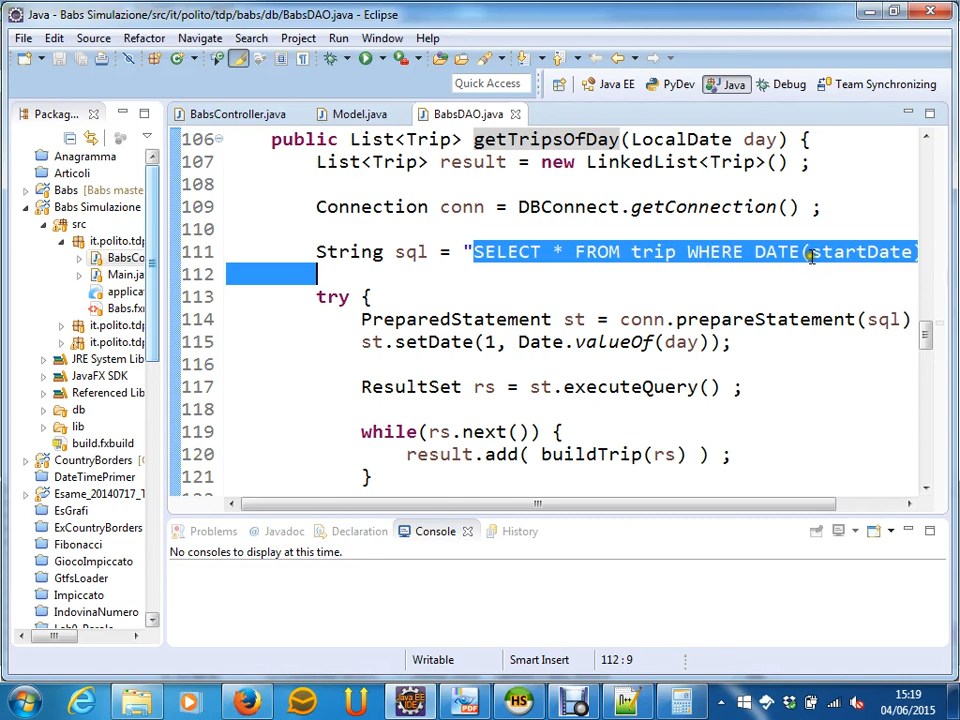 Java - Babs Simulazione/src/it/polito/tdp/babs/db/BabsDAO.java - Eclipse
File Edit Source Refactor Navigate Search Project Run Window Help
Quick Access Java EE PyDev Java Debug Team Synchronizing
Packag... BabsController.java Model.java BabsDAO.java
Anagramma
Articoli
Babs [Babs maste
Babs Simulazione
src
it.polito.tdp
BabsCo
Main.ja
applica
Babs.fx
it.polito.tdp
it.polito.tdp
JRE System Lib
JavaFX SDK
Referenced Lib
db
lib
build.fxbuild
CountryBorders [
DateTimePrimer
Esame_20140717_T
EsGrafi
ExCountryBorders
Fibonacci
GiocoImpiccato
GtfsLoader
Impiccato
IndovinaNumero
106 public List<Trip> getTripsOfDay(LocalDate day) {
107 List<Trip> result = new LinkedList<Trip>() ;
108
109 Connection conn = DBConnect.getConnection() ;
110
111 String sql = "SELECT * FROM trip WHERE DATE(startDate)
112
113 try {
114 PreparedStatement st = conn.prepareStatement(sql)
115 st.setDate(1, Date.valueOf(day));
116
117 ResultSet rs = st.executeQuery() ;
118
119 while(rs.next()) {
120 result.add( buildTrip(rs) ) ;
121 }
Problems Javadoc Declaration Console History
No consoles to display at this time.
Writable Smart Insert 112 : 9
HS
PDF
15:19
04/06/2015